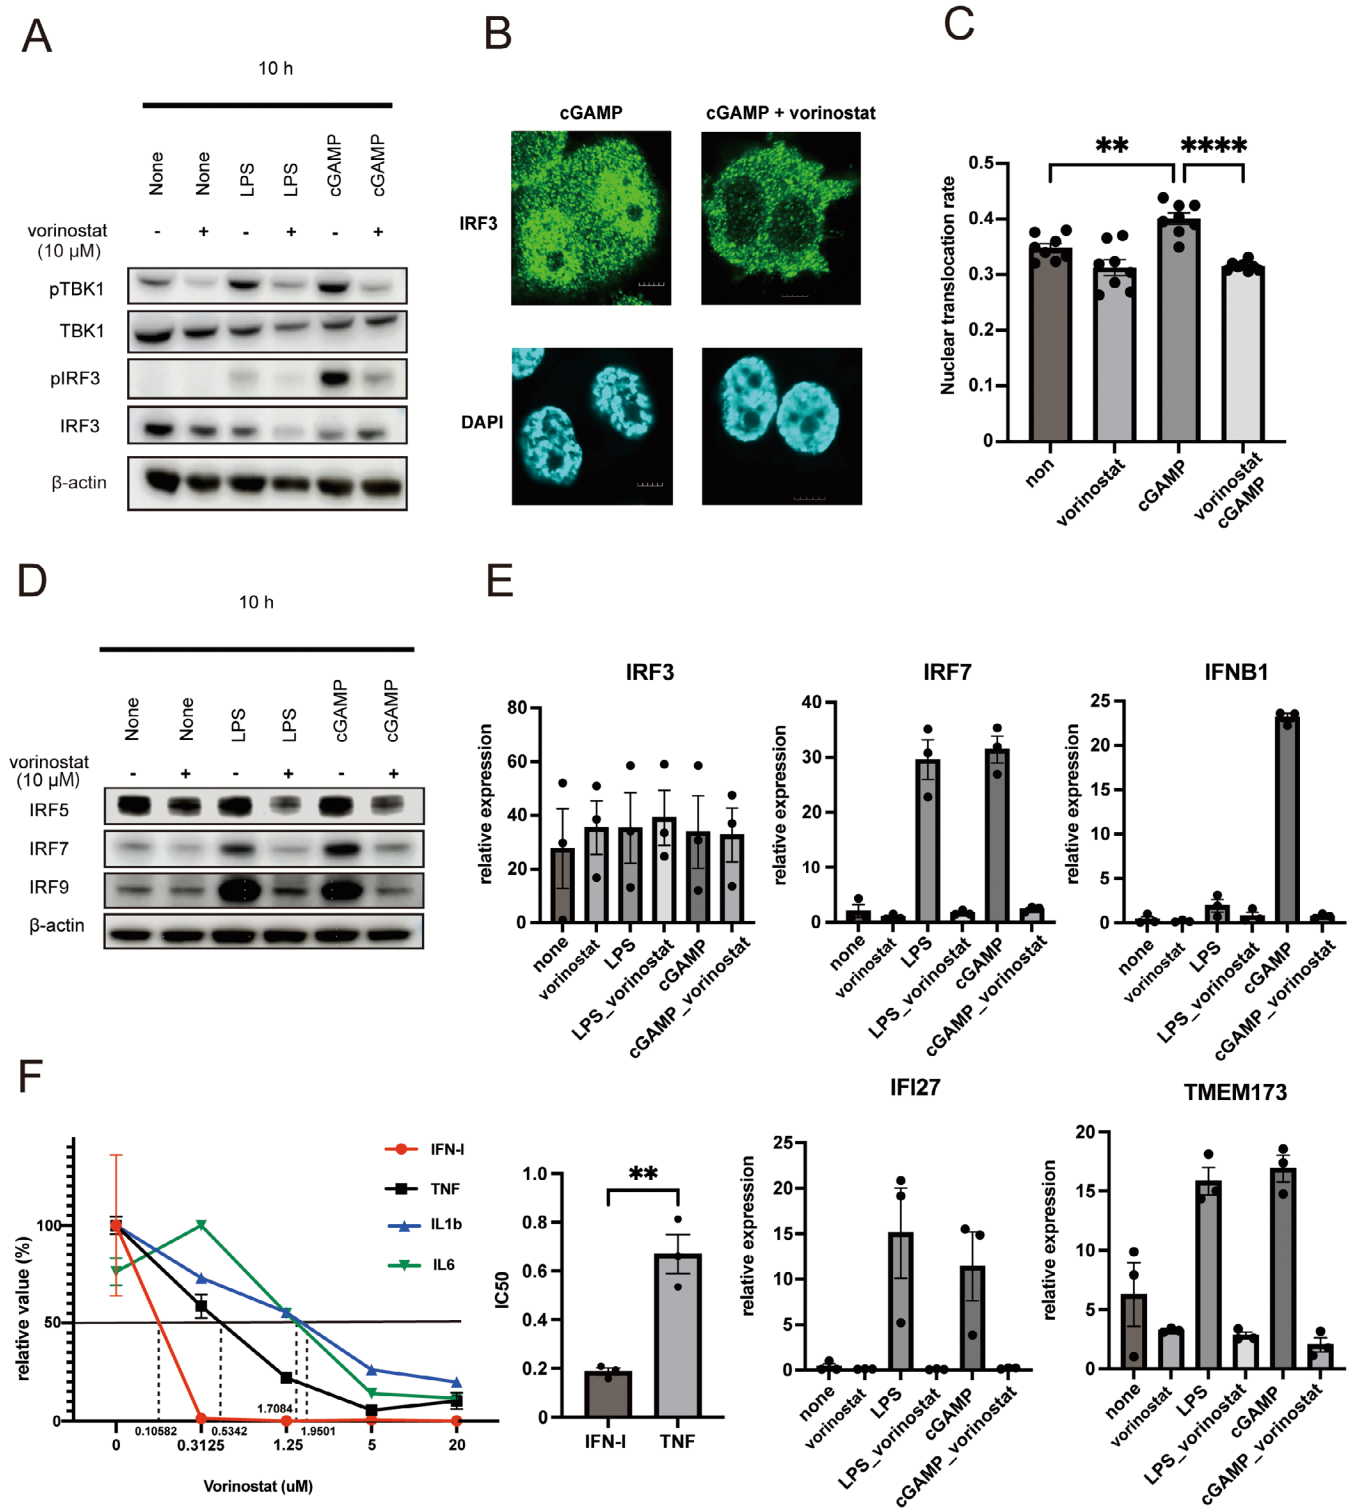 A
10 h
None
None
LPS
LPS
cGAMP
cGAMP
vorinostat
(10 µM)
- + - + - +
pTBK1
TBK1
pIRF3
IRF3
β-actin
B
cGAMP
cGAMP + vorinostat
IRF3
DAPI
C
** ****
Nuclear translocation rate
0.5
0.4
0.3
0.2
0.1
0
non
vorinostat
cGAMP
vorinostat
cGAMP
D
10 h
None
None
LPS
LPS
cGAMP
cGAMP
vorinostat
(10 µM)
- + - + - +
IRF5
IRF7
IRF9
β-actin
E
IRF3
relative expression
80
60
40
20
0
none
vorinostat
LPS
LPS_vorinostat
cGAMP
cGAMP_vorinostat
IRF7
relative expression
40
30
20
10
0
none
vorinostat
LPS
LPS_vorinostat
cGAMP
cGAMP_vorinostat
IFNB1
relative expression
25
20
15
10
5
0
none
vorinostat
LPS
LPS_vorinostat
cGAMP
cGAMP_vorinostat
IFI27
relative expression
25
20
15
10
5
0
none
vorinostat
LPS
LPS_vorinostat
cGAMP
cGAMP_vorinostat
TMEM173
relative expression
20
15
10
5
0
none
vorinostat
LPS
LPS_vorinostat
cGAMP
cGAMP_vorinostat
F
relative value (%)
100
50
0
IFN-I
TNF
IL1b
IL6
1.7084
0.10582
0.5342
1.9501
0 0.3125 1.25 5 20
Vorinostat (uM)
**
IC50
1.0
0.8
0.6
0.4
0.2
0
IFN-I TNF